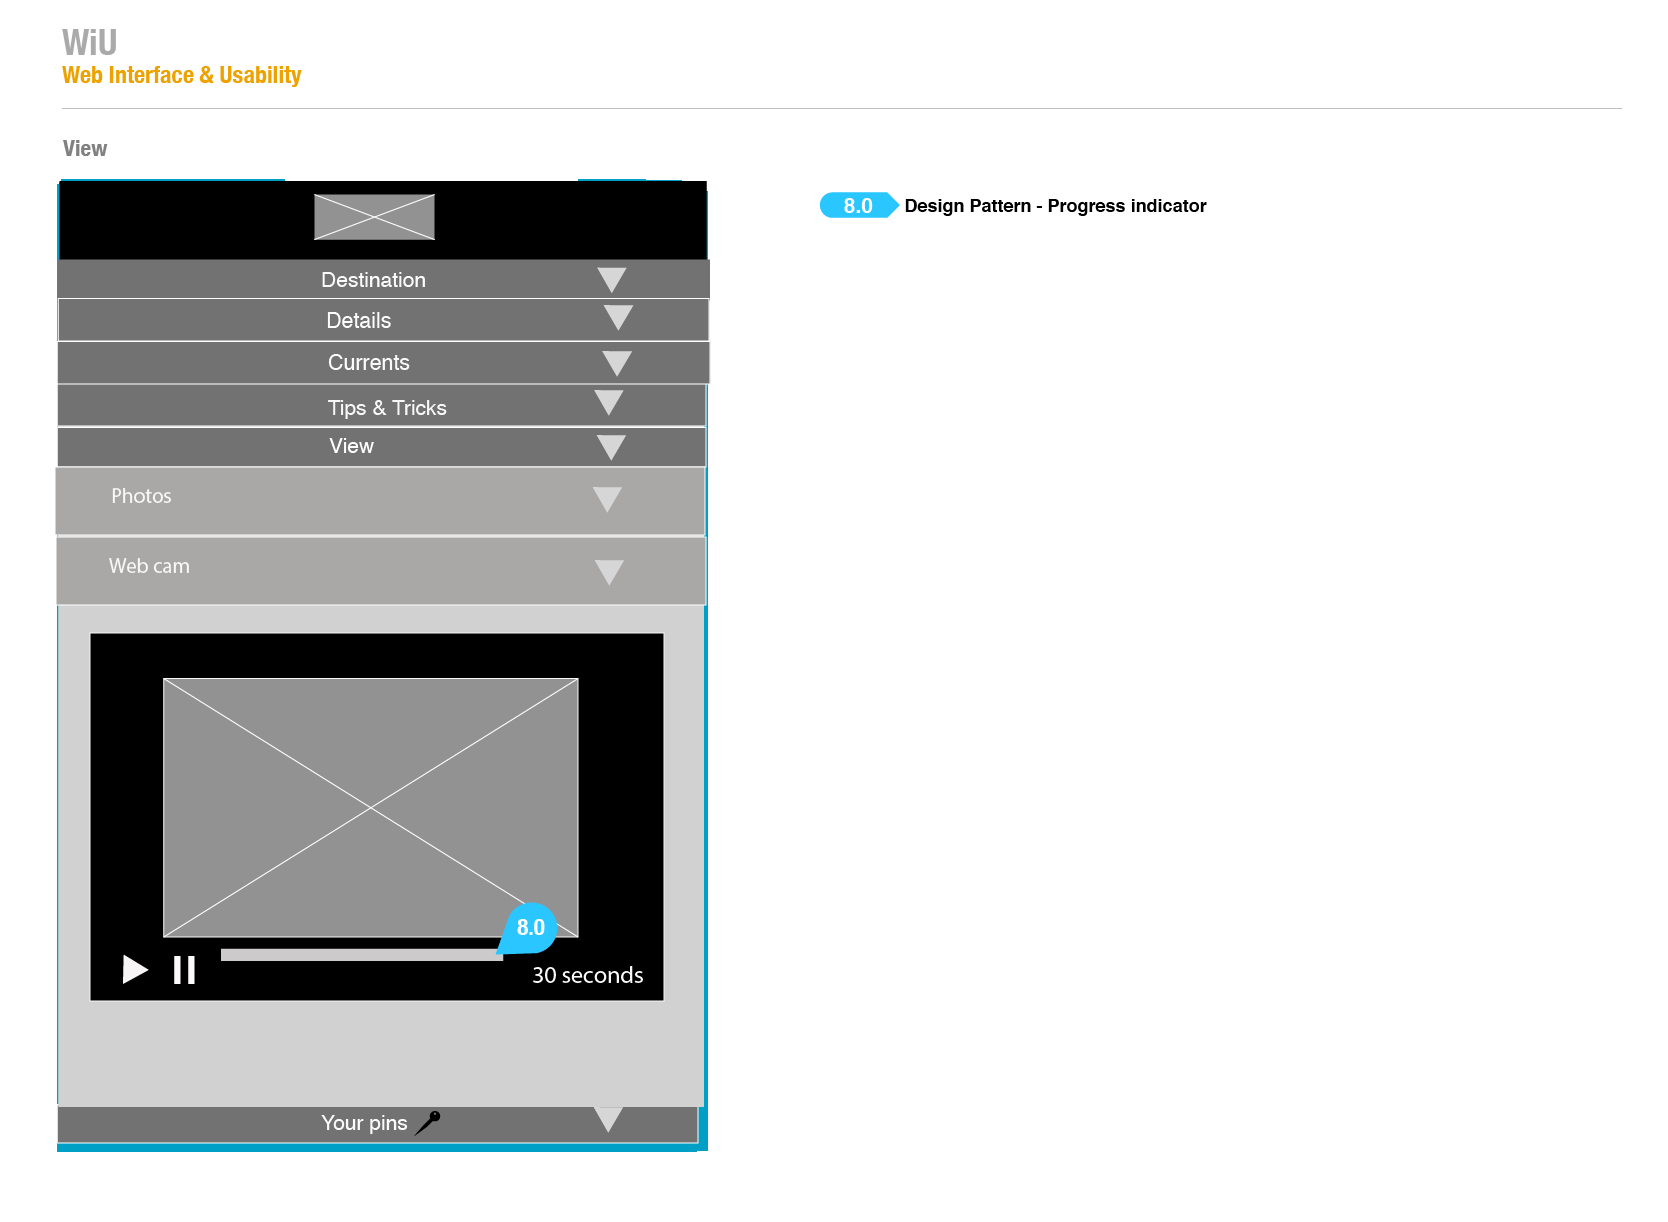 WiU
Web Interface & Usability
View
8.0 Design Pattern - Progress indicator
Destination
Details
Currents
Tips & Tricks
View
Photos
Web cam
8.0
30 seconds
Your pins